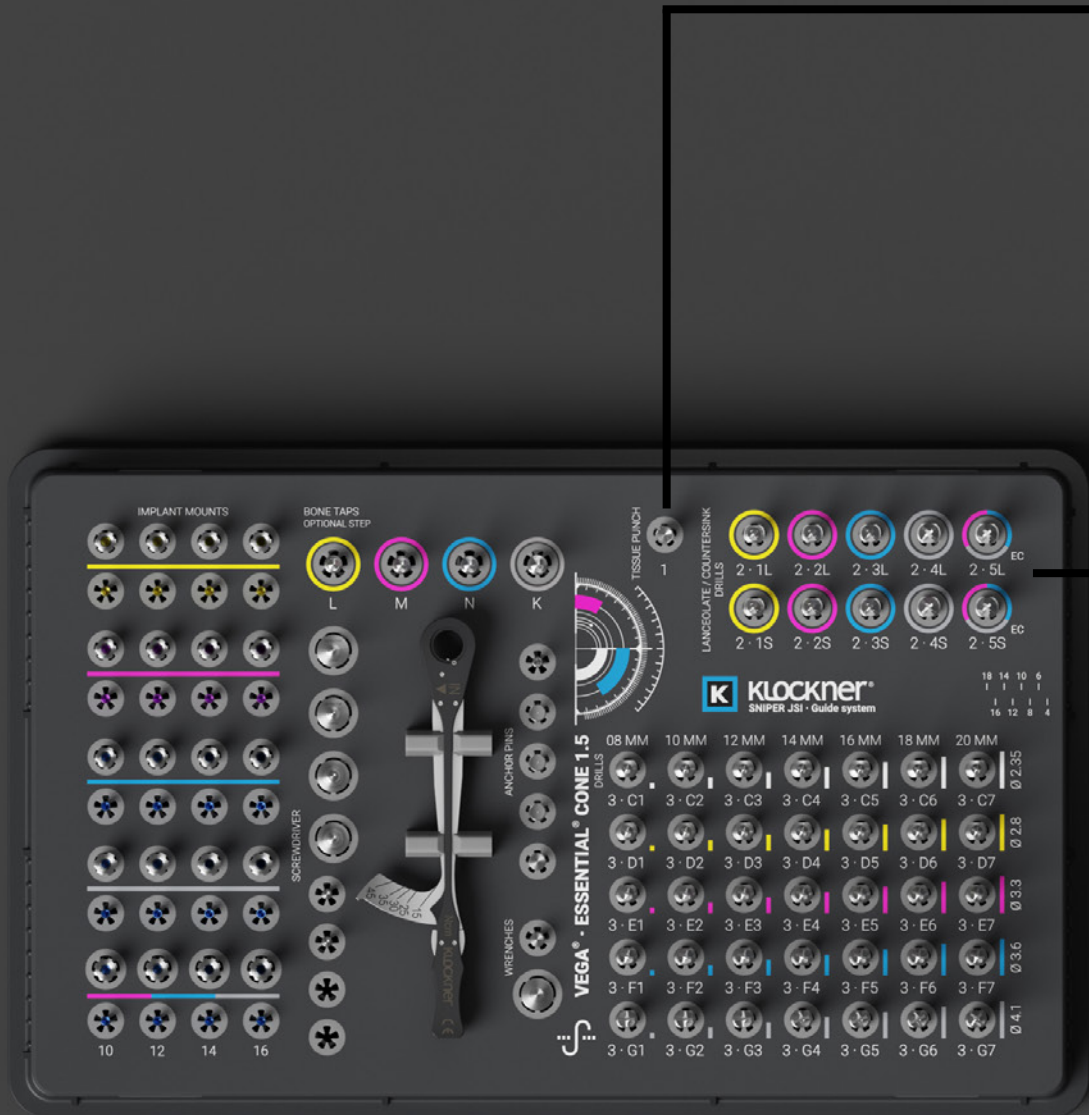 IMPLANT MOUNTS
10 12 14 16
BONE TAPS
OPTIONAL STEP
L M N K
SCREWDRIVER
ANCHOR PINS
WRENCHES
IN
15
KLOCKNER
CE
TISSUE PUNCH
1
LANCEOLATE / COUNTERSINK
DRILLS
2 · 1L 2 · 2L 2 · 3L 2 · 4L 2 · 5L EC
2 · 1S 2 · 2S 2 · 3S 2 · 4S 2 · 5S EC
K KLOCKNER®
SNIPER JSI · Guide system
18 14 10 6
16 12 8 4
VEGA® · ESSENTIAL® CONE 1.5
DRILLS
08 MM 10 MM 12 MM 14 MM 16 MM 18 MM 20 MM
3 · C1 3 · C2 3 · C3 3 · C4 3 · C5 3 · C6 3 · C7 Ø 2.35
3 · D1 3 · D2 3 · D3 3 · D4 3 · D5 3 · D6 3 · D7 Ø 2.8
3 · E1 3 · E2 3 · E3 3 · E4 3 · E5 3 · E6 3 · E7 Ø 3.3
3 · F1 3 · F2 3 · F3 3 · F4 3 · F5 3 · F6 3 · F7 Ø 3.6
3 · G1 3 · G2 3 · G3 3 · G4 3 · G5 3 · G6 3 · G7 Ø 4.1